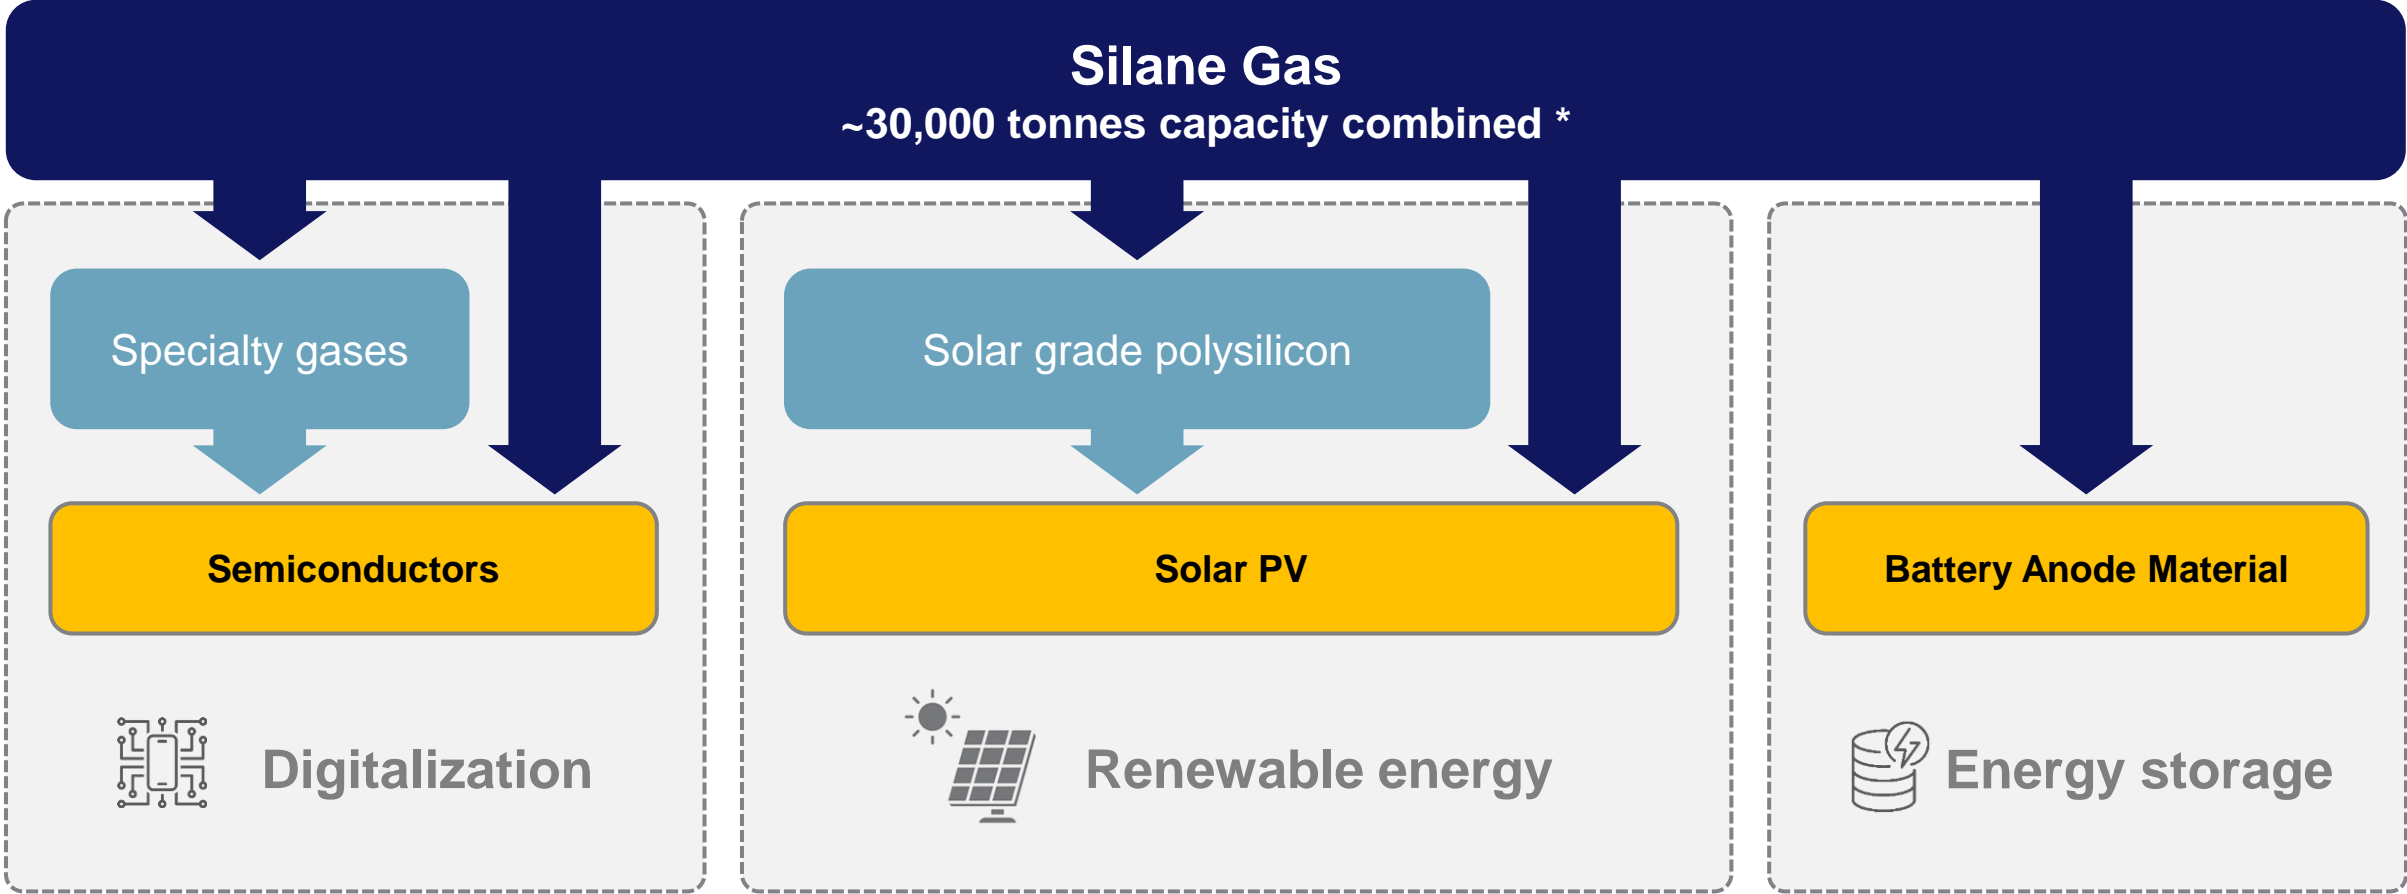 Silane Gas
~30,000 tonnes capacity combined *
Specialty gases
Solar grade polysilicon
Semiconductors
Solar PV
Battery Anode Material
Digitalization
Renewable energy
Energy storage